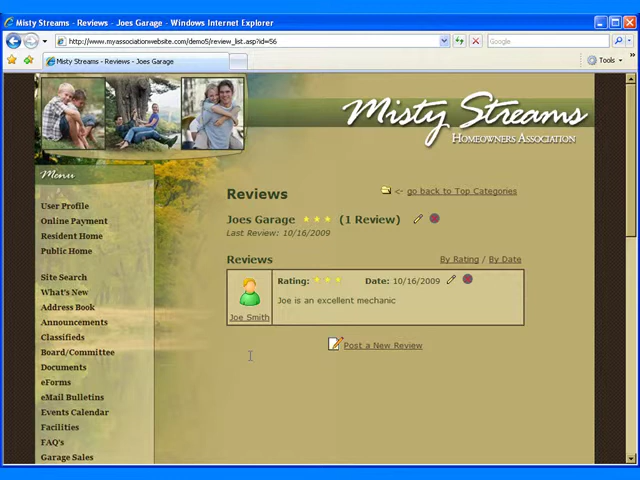 Misty Streams - Reviews - Joes Garage - Windows Internet Explorer
http://www.myassociationwebsite.com/demo5/review_list.asp?id=56
Google
Misty Streams - Reviews - Joes Garage
Tools
Misty Streams
Homeowners Association
Menu
User Profile
Online Payment
Resident Home
Public Home
Site Search
What's New
Address Book
Announcements
Classifieds
Board/Committee
Documents
eForms
eMail Bulletins
Events Calendar
Facilities
FAQ's
Garage Sales
Reviews
<- go back to Top Categories
Joes Garage (1 Review)
Last Review: 10/16/2009
Reviews
By Rating / By Date
Rating: Date: 10/16/2009
Joe is an excellent mechanic
Joe Smith
Post a New Review